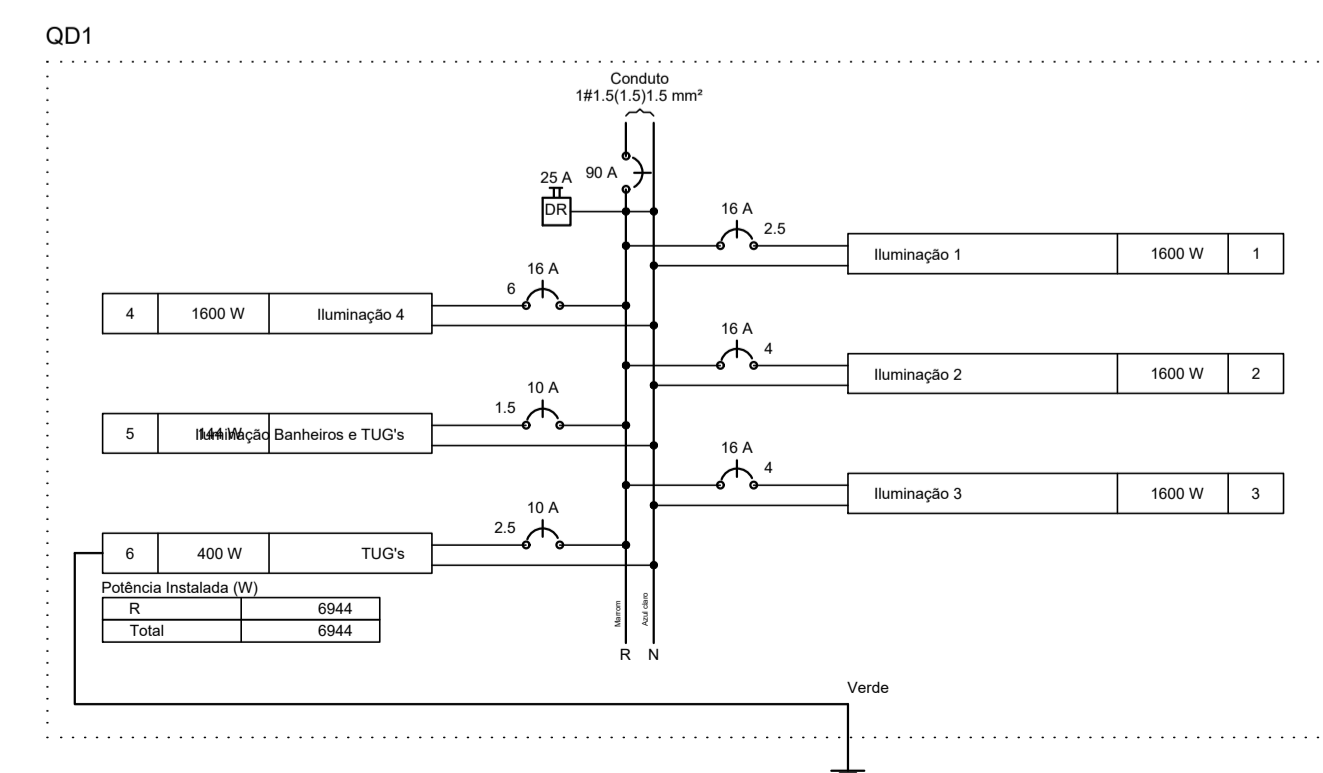 QD1
Conduto
1#1.5(1.5)1.5 mm²
90 A
25 A
DR
16 A
2.5
Iluminação 1 1600 W 1
16 A
6
4 1600 W Iluminação 4
16 A
4
Iluminação 2 1600 W 2
10 A
1.5
5 144 W Iluminação Banheiros e TUG's
16 A
4
Iluminação 3 1600 W 3
10 A
2.5
6 400 W TUG's
Potência Instalada (W)
R 6944
Total 6944
Marrom
Azul claro
R N
Verde